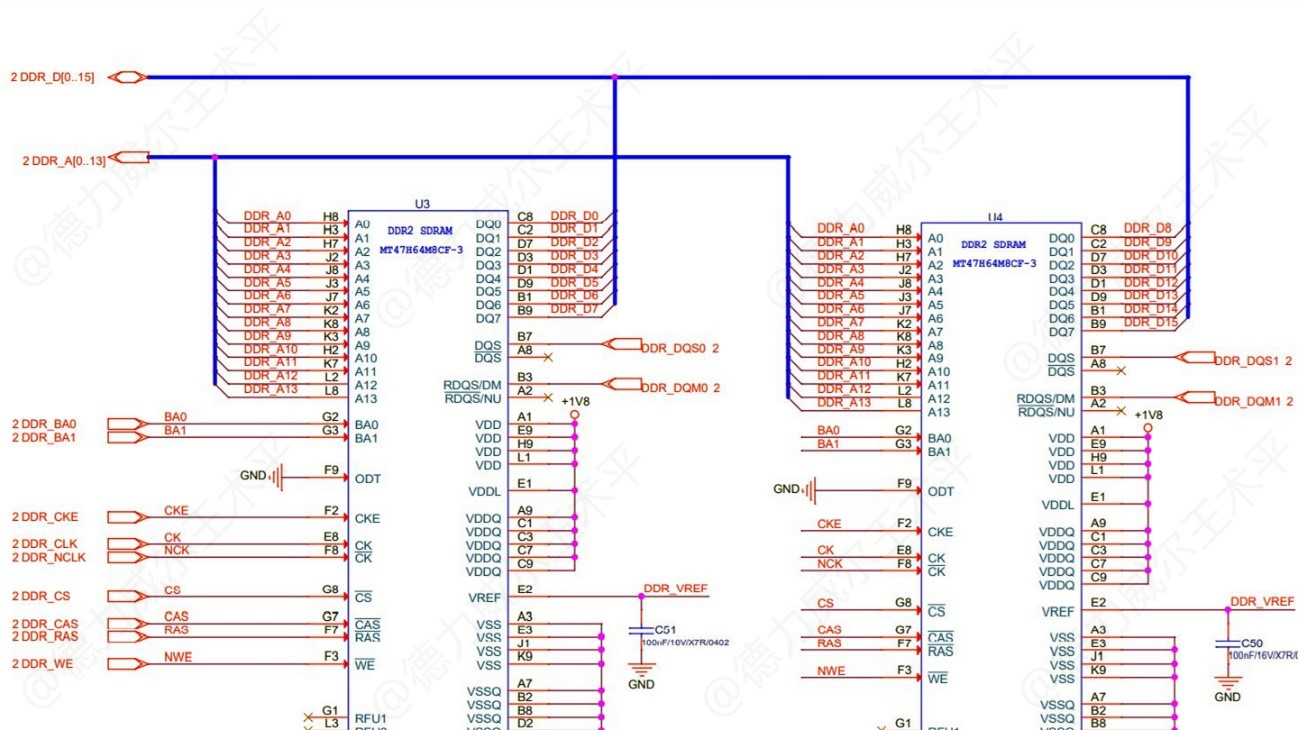 2 DDR_D[0..15]
2 DDR_A[0..13]
U3
DDR2 SDRAM
MT47H64M8CF-3
DDR_A0 H8 A0
DDR_A1 H3 A1
DDR_A2 H7 A2
DDR_A3 J2 A3
DDR_A4 J8 A4
DDR_A5 J3 A5
DDR_A6 J7 A6
DDR_A7 K2 A7
DDR_A8 K8 A8
DDR_A9 K3 A9
DDR_A10 H2 A10
DDR_A11 K7 A11
DDR_A12 L2 A12
DDR_A13 L8 A13
2 DDR_BA0 BA0 G2 BA0
2 DDR_BA1 BA1 G3 BA1
GND F9 ODT
2 DDR_CKE CKE F2 CKE
2 DDR_CLK CK E8 CK
2 DDR_NCLK NCK F8 CK
2 DDR_CS CS G8 CS
2 DDR_CAS CAS G7 CAS
2 DDR_RAS RAS F7 RAS
2 DDR_WE NWE F3 WE
G1 RFU1
L3
DQ0 C8 DDR_D0
DQ1 C2 DDR_D1
DQ2 D7 DDR_D2
DQ3 D3 DDR_D3
DQ4 D1 DDR_D4
DQ5 D9 DDR_D5
DQ6 B1 DDR_D6
DQ7 B9 DDR_D7
DQS B7 DDR_DQS0 2
DQS A8
RDQS/DM B3 DDR_DQM0 2
RDQS/NU A2
+1V8
VDD A1
VDD E9
VDD H9
VDD L1
VDDL E1
VDDQ A9
VDDQ C1
VDDQ C3
VDDQ C7
VDDQ C9
VREF E2 DDR_VREF
VSS A3
VSS E3
VSS J1
VSS K9
VSSQ A7
VSSQ B2
VSSQ B8
VSSQ D2
C51
100nF/16V/X7R/0402
GND
U4
DDR2 SDRAM
MT47H64M8CF-3
DDR_A0 H8 A0
DDR_A1 H3 A1
DDR_A2 H7 A2
DDR_A3 J2 A3
DDR_A4 J8 A4
DDR_A5 J3 A5
DDR_A6 J7 A6
DDR_A7 K2 A7
DDR_A8 K8 A8
DDR_A9 K3 A9
DDR_A10 H2 A10
DDR_A11 K7 A11
DDR_A12 L2 A12
DDR_A13 L8 A13
BA0 G2 BA0
BA1 G3 BA1
GND F9 ODT
CKE F2 CKE
CK E8 CK
NCK F8 CK
CS G8 CS
CAS G7 CAS
RAS F7 RAS
NWE F3 WE
G1
DQ0 C8 DDR_D8
DQ1 C2 DDR_D9
DQ2 D7 DDR_D10
DQ3 D3 DDR_D11
DQ4 D1 DDR_D12
DQ5 D9 DDR_D13
DQ6 B1 DDR_D14
DQ7 B9 DDR_D15
DQS B7 DDR_DQS1 2
DQS A8
RDQS/DM B3 DDR_DQM1 2
RDQS/NU A2
+1V8
VDD A1
VDD E9
VDD H9
VDD L1
VDDL E1
VDDQ A9
VDDQ C1
VDDQ C3
VDDQ C7
VDDQ C9
VREF E2 DDR_VREF
VSS A3
VSS E3
VSS J1
VSS K9
VSSQ A7
VSSQ B2
VSSQ B8
C50
100nF/16V/X7R/
GND
@德力威尔王术平